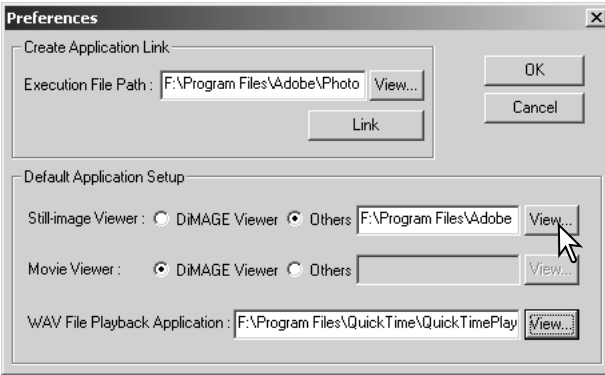 Preferences
Create Application Link
Execution File Path : F:\Program Files\Adobe\Photo View...
OK
Cancel
Link
Default Application Setup
Still-image Viewer : DiMAGE Viewer Others F:\Program Files\Adobe View...
Movie Viewer : DiMAGE Viewer Others View...
WAV File Playback Application : F:\Program Files\QuickTime\QuickTimePlay View...